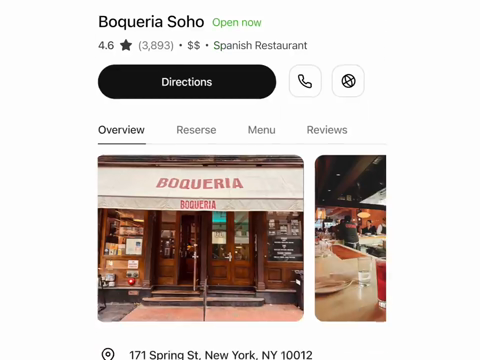 Boqueria Soho Open now
4.6 ★ (3,893) • $$ • Spanish Restaurant
Directions
Overview Reserse Menu Reviews
BOQUERIA
BOQUERIA
171 Spring St, New York, NY 10012